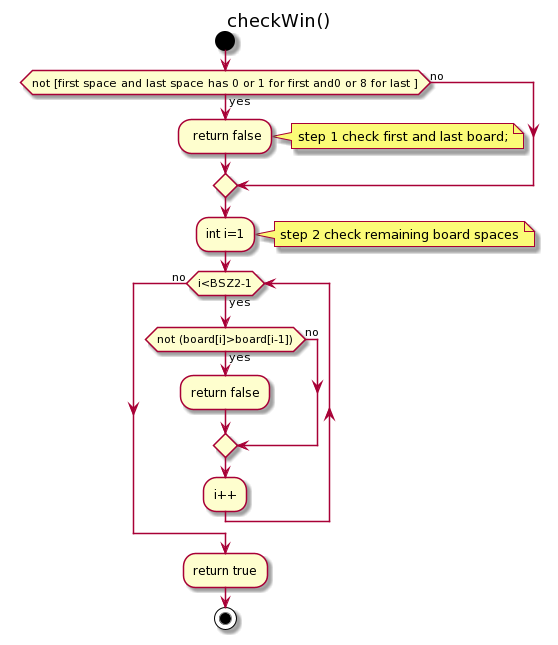 checkWin()
not [first space and last space has 0 or 1 for first and0 or 8 for last ]
no
yes
return false
step 1 check first and last board;
int i=1
step 2 check remaining board spaces
no
i<BSZ2-1
yes
not (board[i]>board[i-1])
no
yes
return false
i++
return true